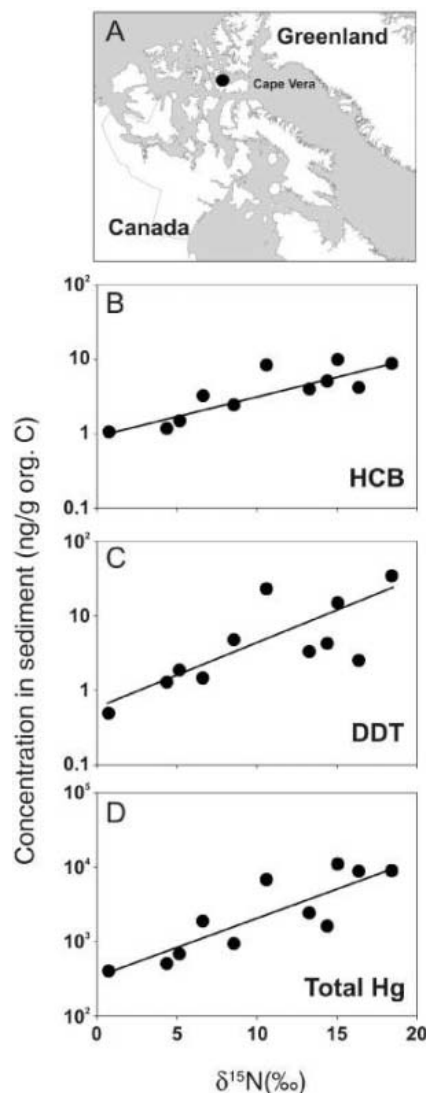 A
Greenland
Cape Vera
Canada
Concentration in sediment (ng/g org. C)
B
10²
10
1
0.1
HCB
C
10²
10
1
0.1
DDT
D
10⁵
10⁴
10³
10²
Total Hg
0 5 10 15 20
δ¹⁵N(‰)